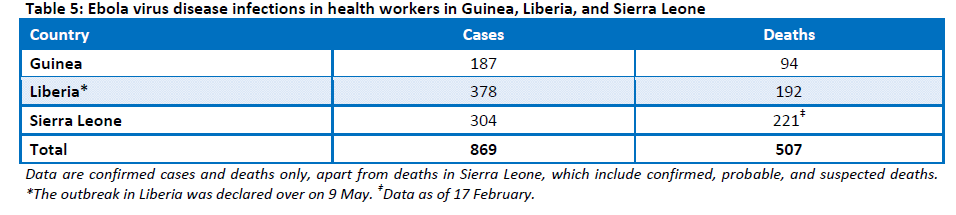 Table 5: Ebola virus disease infections in health workers in Guinea, Liberia, and Sierra Leone
Country Cases Deaths
Guinea 187 94
Liberia* 378 192
Sierra Leone 304 221‡
Total 869 507
Data are confirmed cases and deaths only, apart from deaths in Sierra Leone, which include confirmed, probable, and suspected deaths.
*The outbreak in Liberia was declared over on 9 May. ‡Data as of 17 February.